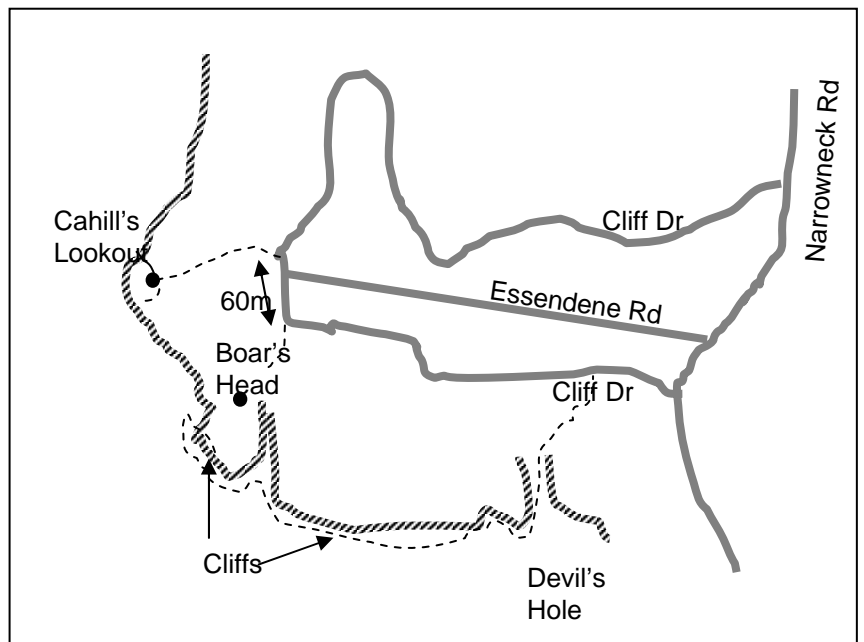 Narrowneck Rd
Cliff Dr
Cahill's
Lookout
Essendene Rd
60m
Boar's
Head
Cliff Dr
Cliffs
Devil's
Hole